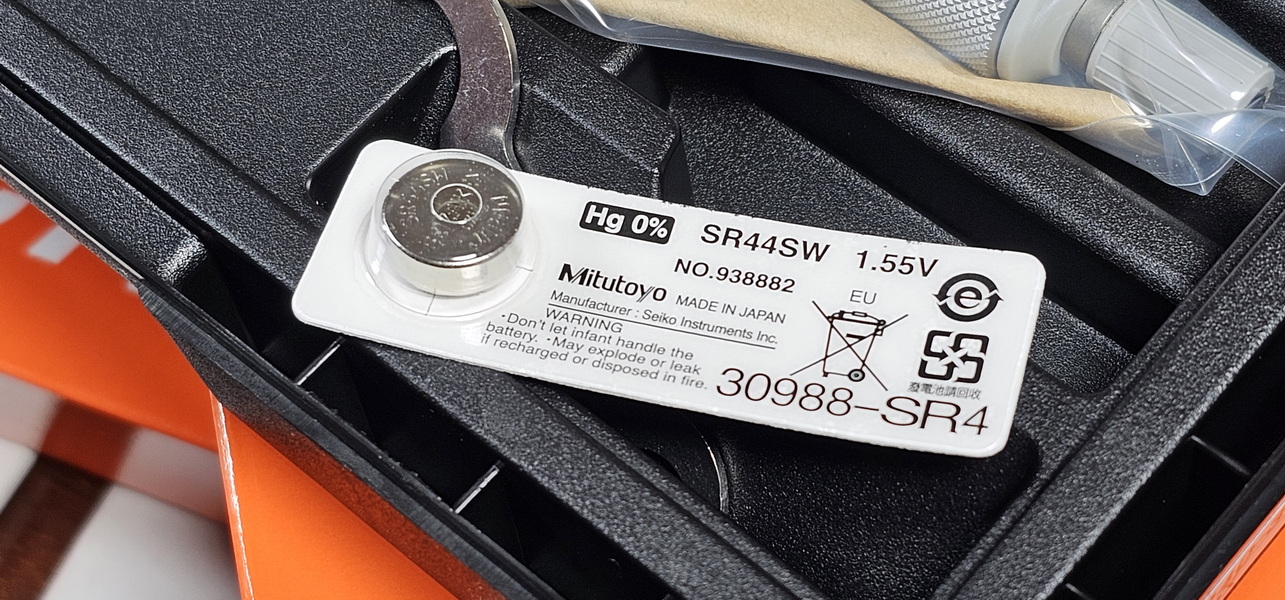 Hg 0% SR44SW 1.55V
NO.938882
Mitutoyo MADE IN JAPAN
Manufacturer : Seiko Instruments Inc.
WARNING
･Don't let infant handle the
battery. ･May explode or leak
if recharged or disposed in fire.
EU
e
發電池請回收
30988-SR4